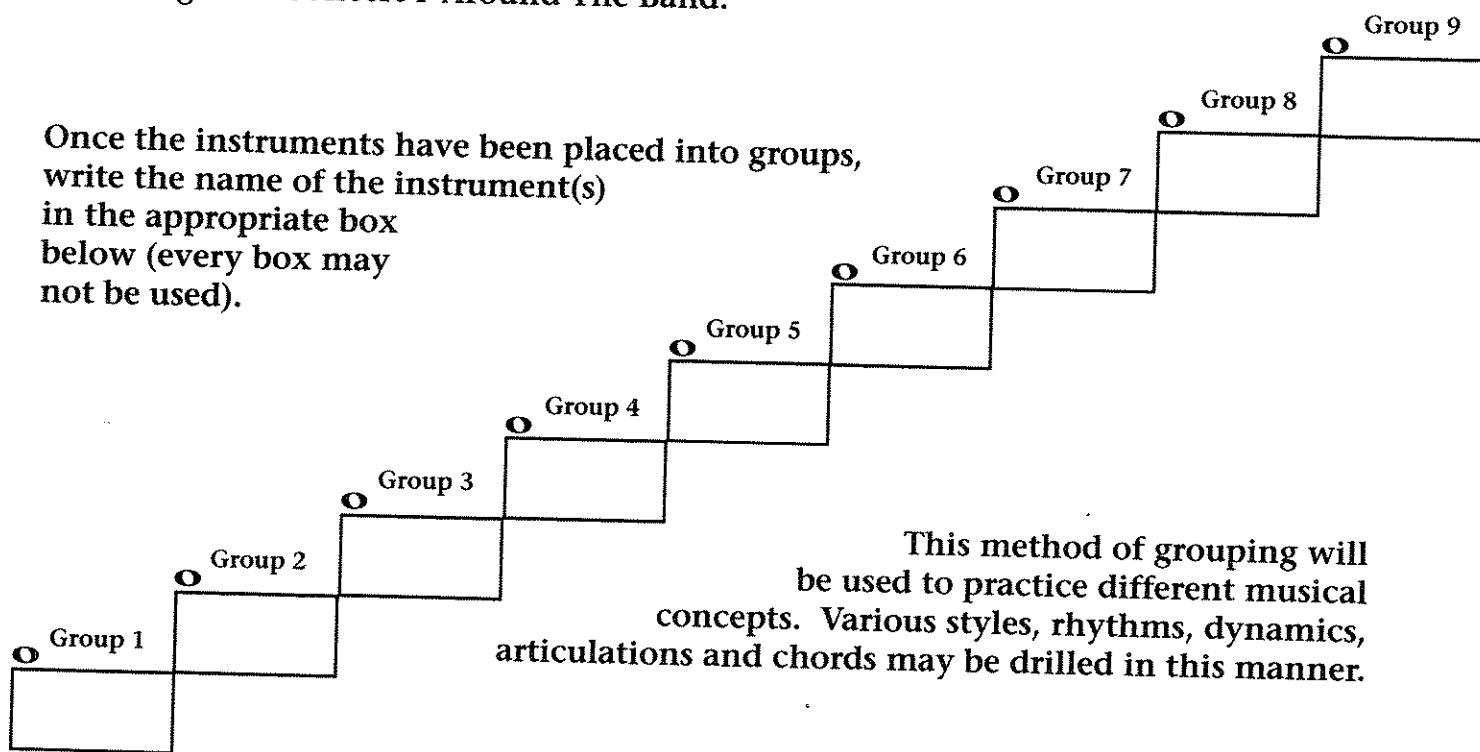 Around The Band.
Group 9
Group 8
Once the instruments have been placed into groups,
write the name of the instrument(s)
in the appropriate box
below (every box may
not be used).
Group 7
Group 6
Group 5
Group 4
Group 3
Group 2
Group 1
This method of grouping will
be used to practice different musical
concepts. Various styles, rhythms, dynamics,
articulations and chords may be drilled in this manner.